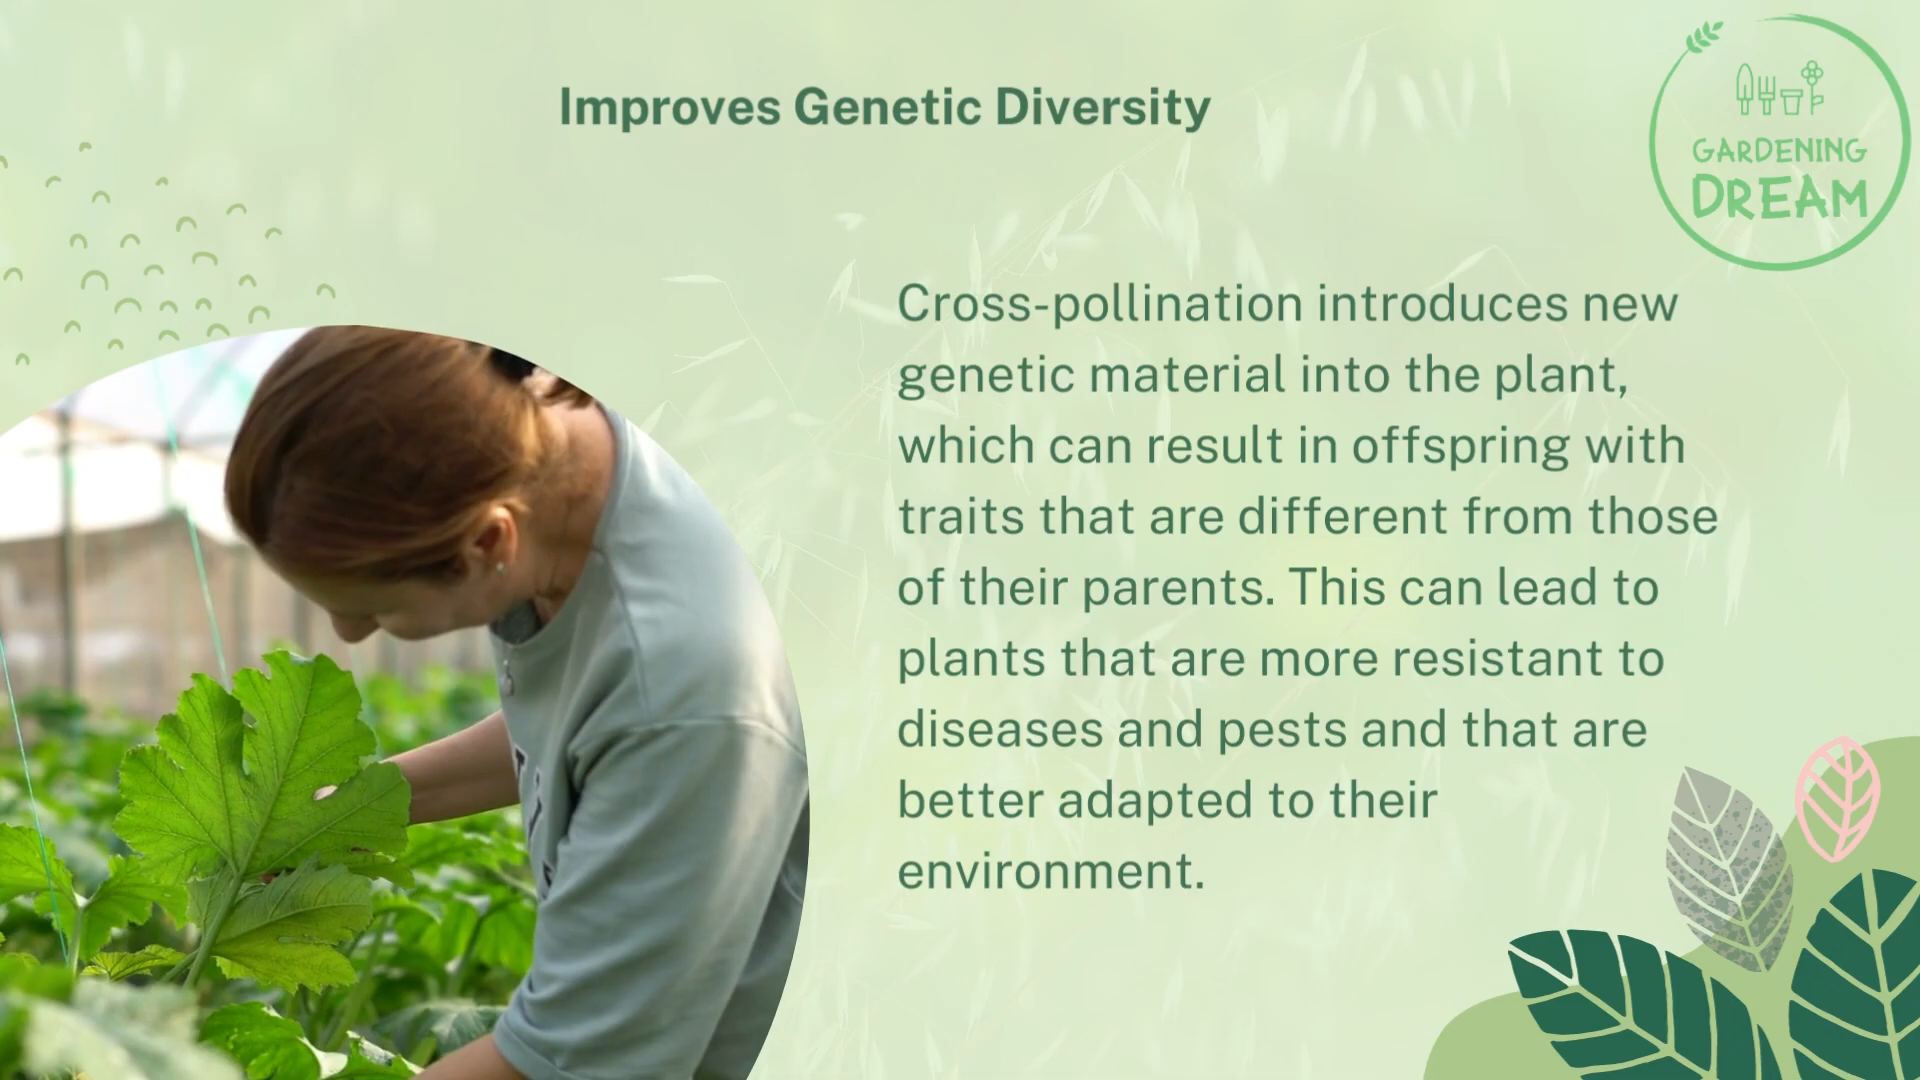 Improves Genetic Diversity
GARDENING
DREAM
Cross-pollination introduces new
genetic material into the plant,
which can result in offspring with
traits that are different from those
of their parents. This can lead to
plants that are more resistant to
diseases and pests and that are
better adapted to their
environment.